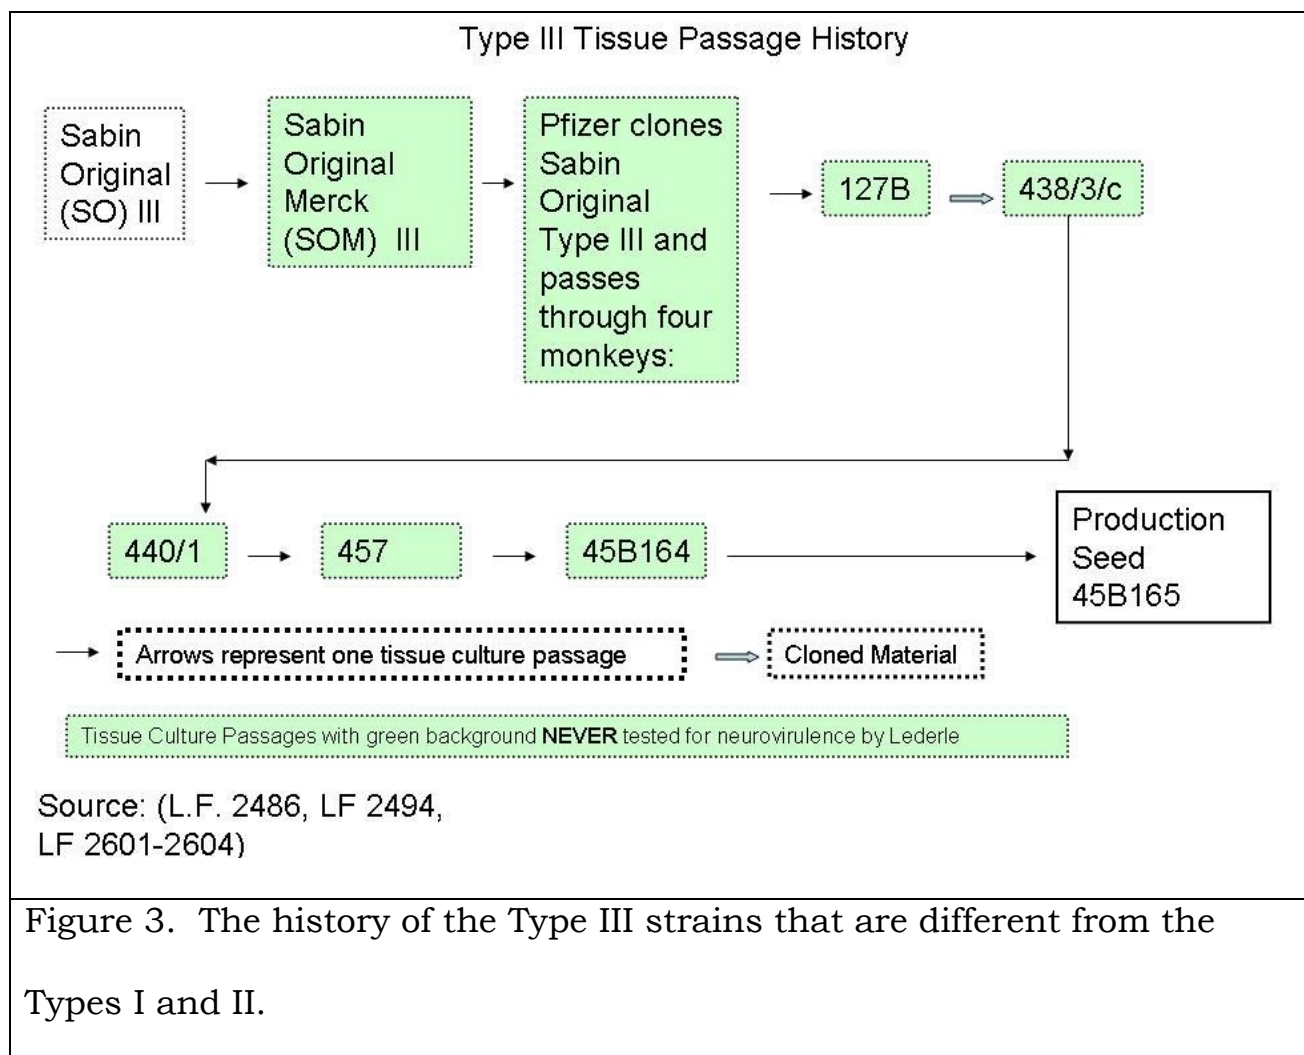 Type III Tissue Passage History
Sabin
Original
(SO) III
Sabin
Original
Merck
(SOM) III
Pfizer clones
Sabin
Original
Type III and
passes
through four
monkeys:
127B
438/3/c
440/1
457
45B164
Production
Seed
45B165
Arrows represent one tissue culture passage
Cloned Material
Tissue Culture Passages with green background NEVER tested for neurovirulence by Lederle
Source: (L.F. 2486, LF 2494,
LF 2601-2604)
Figure 3. The history of the Type III strains that are different from the
Types I and II.